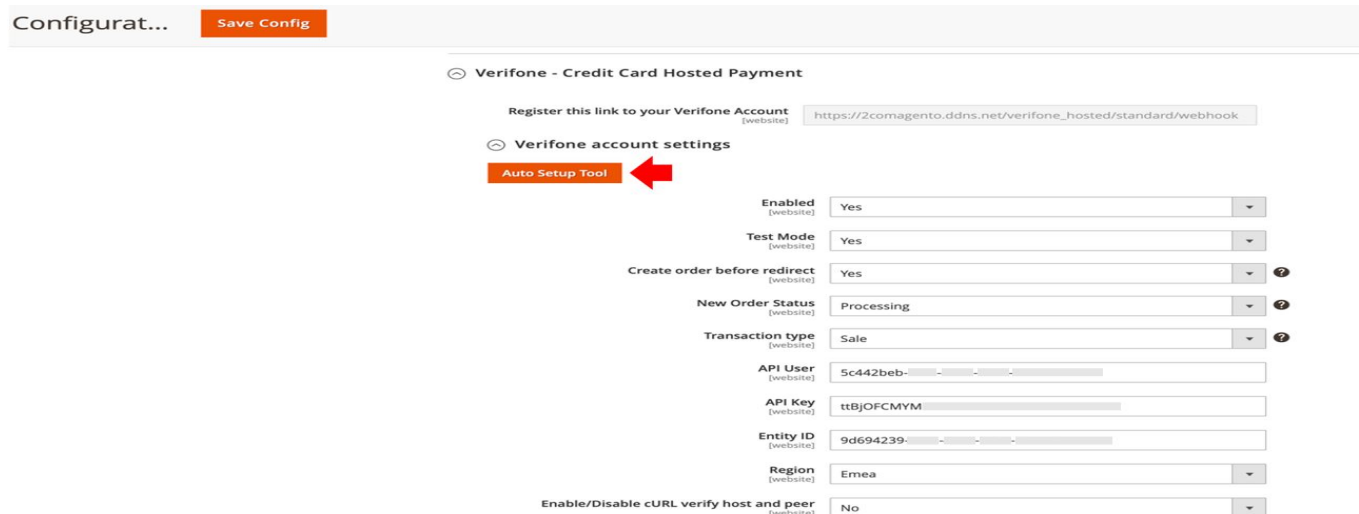 Configurat...
Save Config
Verifone - Credit Card Hosted Payment
Register this link to your Verifone Account
[website]
https://2comagento.ddns.net/verifone_hosted/standard/webhook
Verifone account settings
Auto Setup Tool
Enabled
[website]
Yes
Test Mode
[website]
Yes
Create order before redirect
[website]
Yes
?
New Order Status
[website]
Processing
?
Transaction type
[website]
Sale
?
API User
[website]
5c442beb- - - -
API Key
[website]
ttBjOFCMYM
Entity ID
[website]
9d694239- - - -
Region
[website]
Emea
Enable/Disable cURL verify host and peer
[website]
No